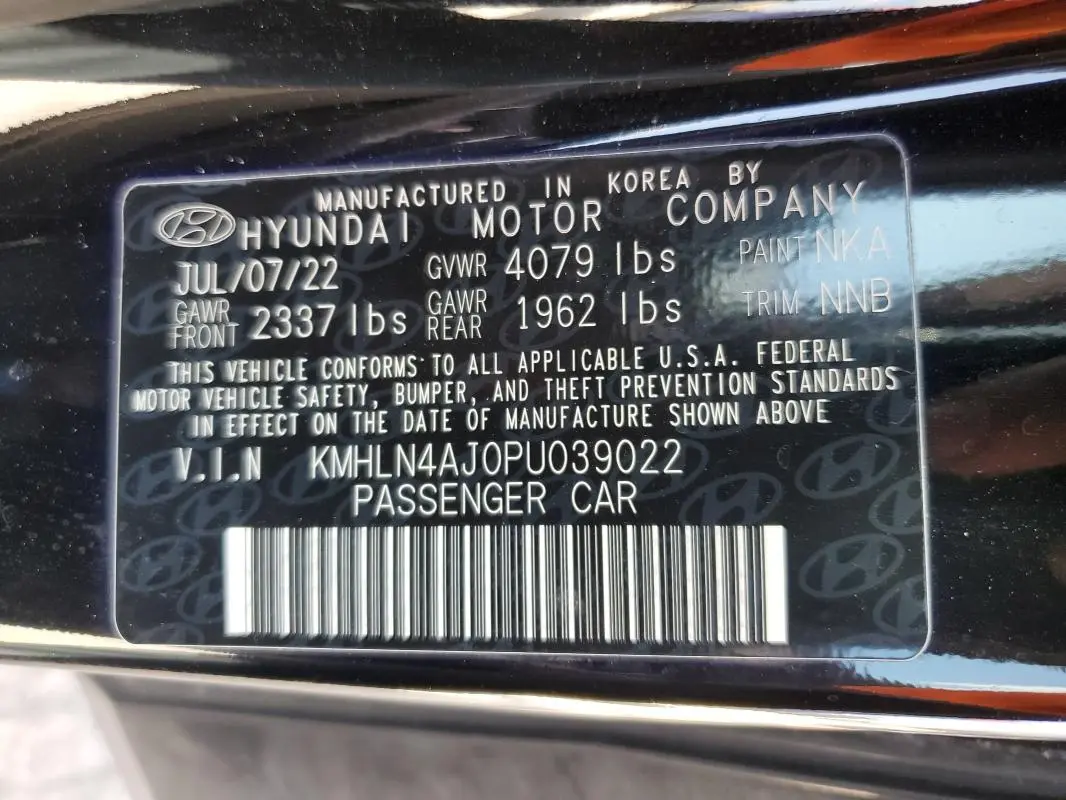 MANUFACTURED IN KOREA BY
HYUNDAI MOTOR COMPANY
JUL/07/22 GVWR 4079 lbs PAINT NKA
GAWR FRONT 2337 lbs GAWR REAR 1962 lbs TRIM NNB
THIS VEHICLE CONFORMS TO ALL APPLICABLE U.S.A. FEDERAL
MOTOR VEHICLE SAFETY, BUMPER, AND THEFT PREVENTION STANDARDS
IN EFFECT ON THE DATE OF MANUFACTURE SHOWN ABOVE
V.I.N KMHLN4AJ0PU039022
PASSENGER CAR